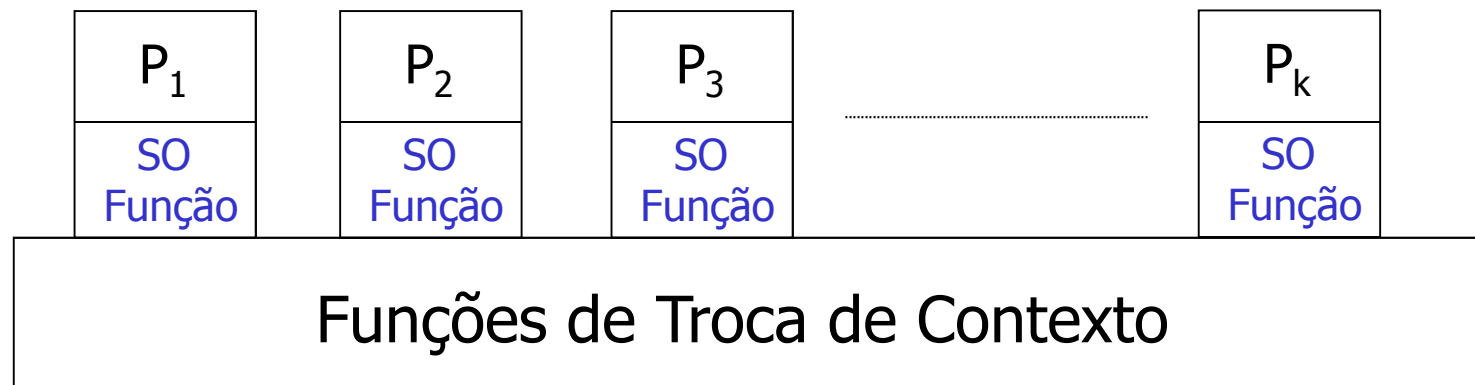 P₁ P₂ P₃ Pₖ
SO SO SO SO
Função Função Função Função
Funções de Troca de Contexto